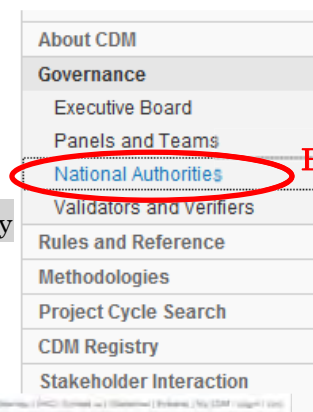 About CDM
Governance
Executive Board
Panels and Teams
National Authorities
Validators and Verifiers
y
Rules and Reference
Methodologies
Project Cycle Search
CDM Registry
Stakeholder Interaction